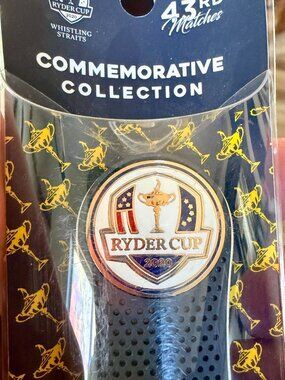 RYDER CUP
WHISTLING
STRAITS
43RD
Matches
COMMEMORATIVE
COLLECTION
RYDER CUP
2020